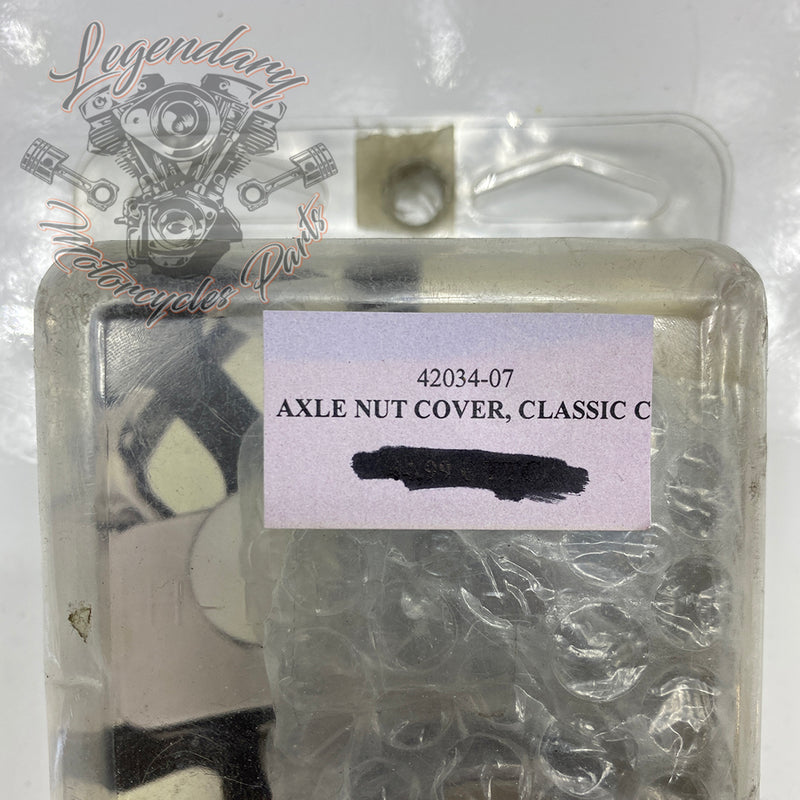 Legendary
Motorcycles Parts
42034-07
AXLE NUT COVER, CLASSIC C